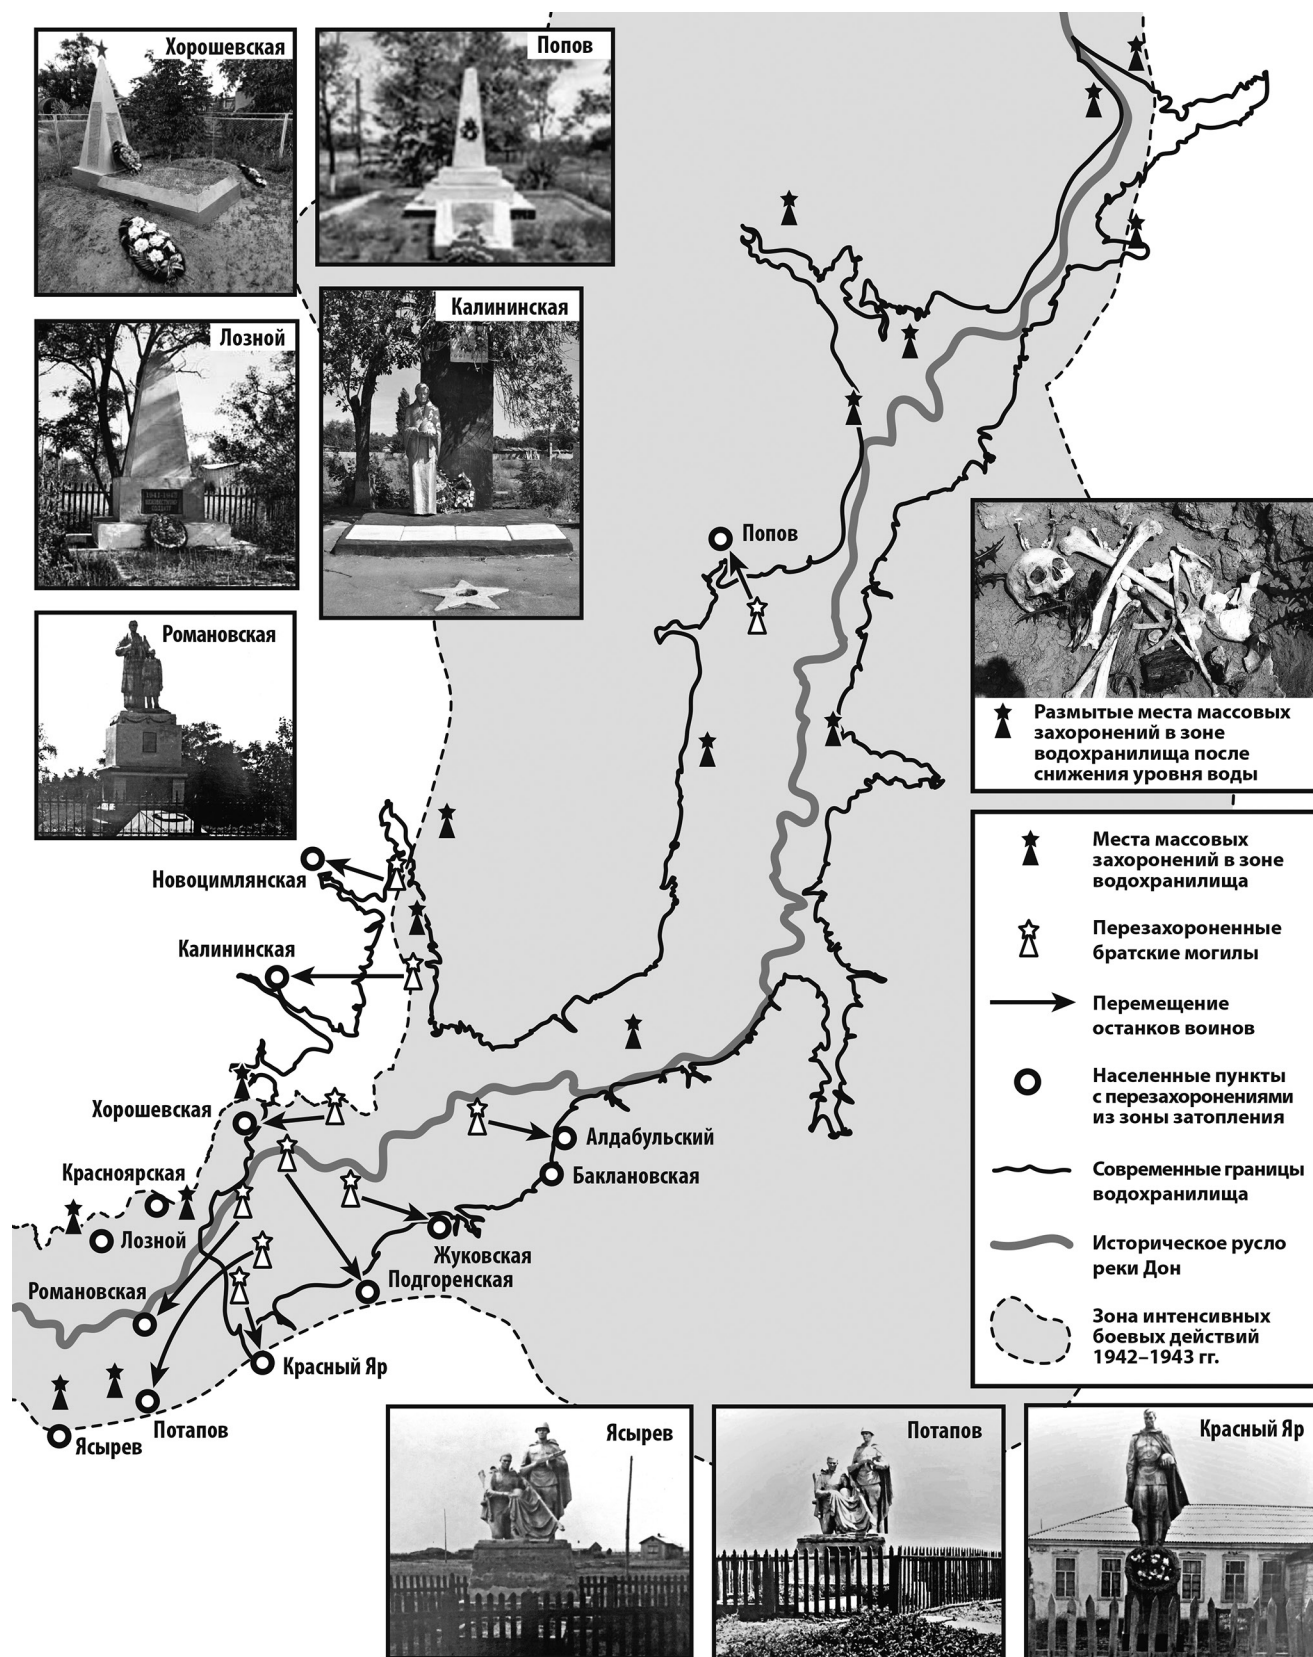 Хорошевская
Попов
Калининская
Лозной
Романовская
Попов
Размытые места массовых
захоронений в зоне
водохранилища после
снижения уровня воды
Места массовых
захоронений в зоне
водохранилища
Перезахороненные
братские могилы
Перемещение
останков воинов
Населенные пункты
с перезахоронениями
из зоны затопления
Современные границы
водохранилища
Историческое русло
реки Дон
Зона интенсивных
боевых действий
1942–1943 гг.
Новоцимлянская
Калининская
Хорошевская
Алдабульский
Красноярская
Баклановская
Лозной
Жуковская
Подгоренская
Романовская
Красный Яр
Потапов
Ясырев
Ясырев
Потапов
Красный Яр